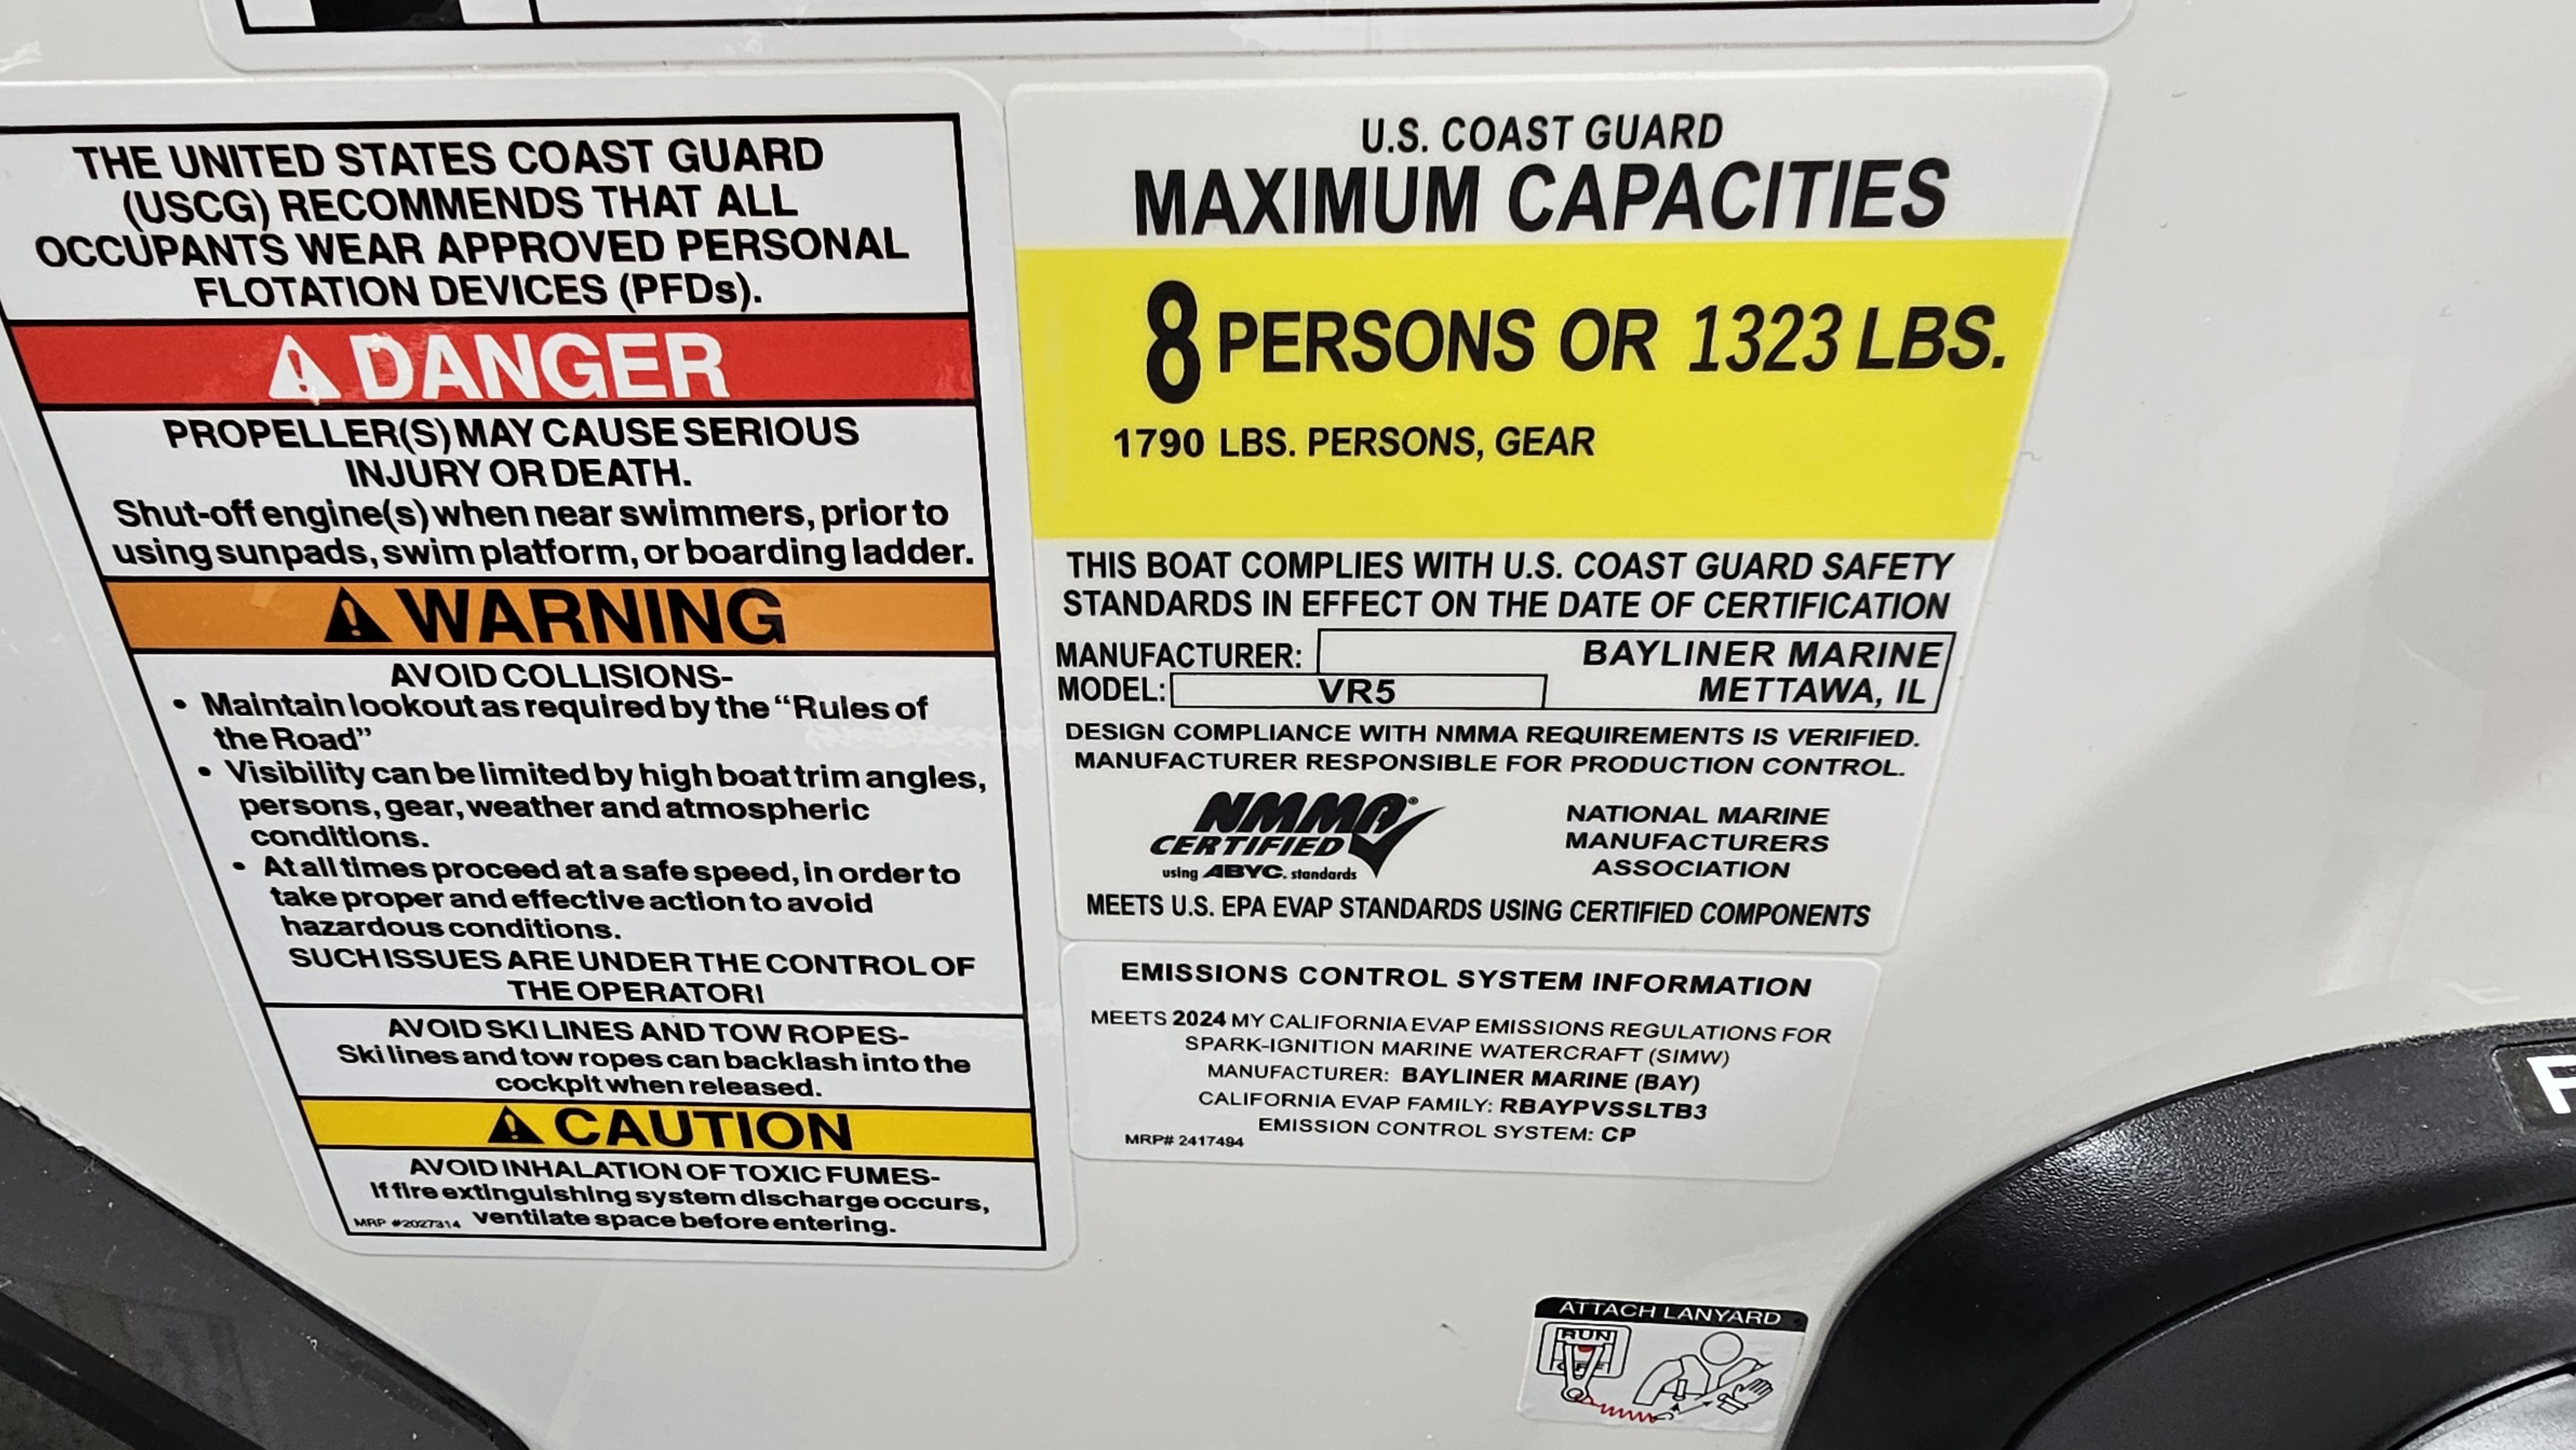 THE UNITED STATES COAST GUARD
(USCG) RECOMMENDS THAT ALL
OCCUPANTS WEAR APPROVED PERSONAL
FLOTATION DEVICES (PFDs).
DANGER
PROPELLER(S) MAY CAUSE SERIOUS
INJURY OR DEATH.
Shut-off engine(s) when near swimmers, prior to
using sunpads, swim platform, or boarding ladder.
WARNING
AVOID COLLISIONS-
• Maintain lookout as required by the “Rules of
the Road”
• Visibility can be limited by high boat trim angles,
persons, gear, weather and atmospheric
conditions.
• At all times proceed at a safe speed, in order to
take proper and effective action to avoid
hazardous conditions.
SUCH ISSUES ARE UNDER THE CONTROL OF
THE OPERATOR!
AVOID SKI LINES AND TOW ROPES-
Ski lines and tow ropes can backlash into the
cockpit when released.
CAUTION
AVOID INHALATION OF TOXIC FUMES-
If fire extinguishing system discharge occurs,
MRP #2027314 ventilate space before entering.
U.S. COAST GUARD
MAXIMUM CAPACITIES
8 PERSONS OR 1323 LBS.
1790 LBS. PERSONS, GEAR
THIS BOAT COMPLIES WITH U.S. COAST GUARD SAFETY
STANDARDS IN EFFECT ON THE DATE OF CERTIFICATION
MANUFACTURER: BAYLINER MARINE
MODEL: VR5 METTAWA, IL
DESIGN COMPLIANCE WITH NMMA REQUIREMENTS IS VERIFIED.
MANUFACTURER RESPONSIBLE FOR PRODUCTION CONTROL.
NMMA®
CERTIFIED
using ABYC. standards
NATIONAL MARINE
MANUFACTURERS
ASSOCIATION
MEETS U.S. EPA EVAP STANDARDS USING CERTIFIED COMPONENTS
EMISSIONS CONTROL SYSTEM INFORMATION
MEETS 2024 MY CALIFORNIA EVAP EMISSIONS REGULATIONS FOR
SPARK-IGNITION MARINE WATERCRAFT (SIMW)
MANUFACTURER: BAYLINER MARINE (BAY)
CALIFORNIA EVAP FAMILY: RBAYPVSSLTB3
EMISSION CONTROL SYSTEM: CP
MRP# 2417494
ATTACH LANYARD
RUN